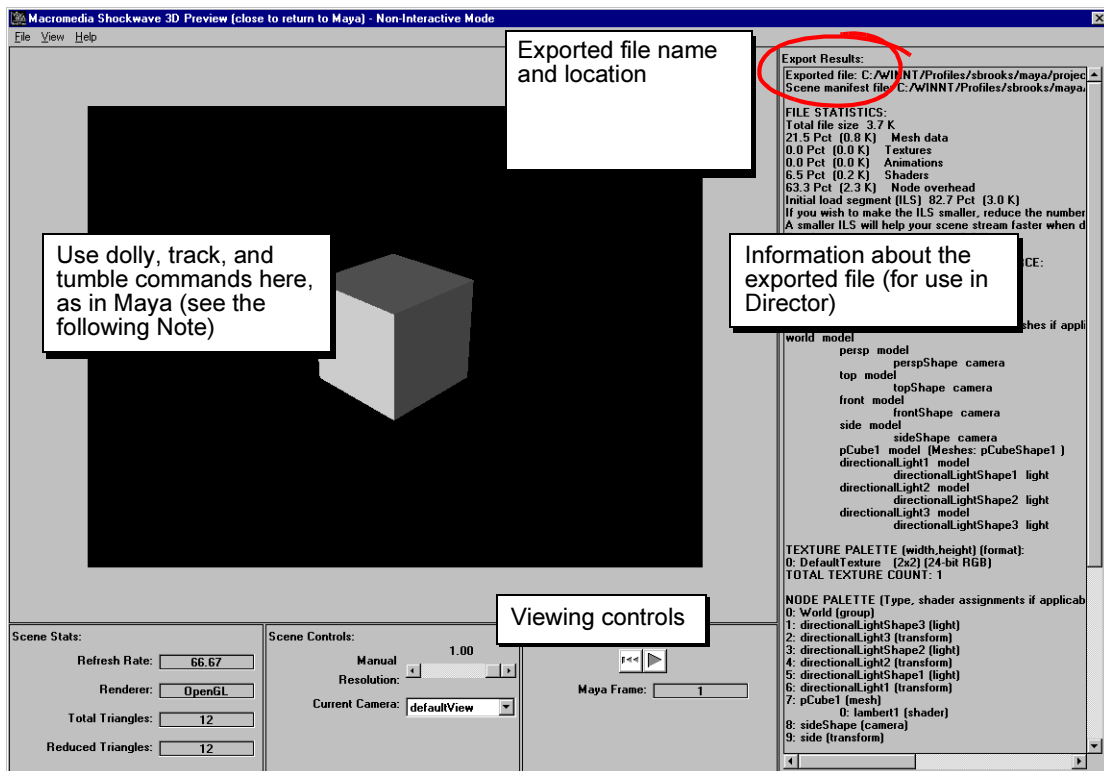 Macromedia Shockwave 3D Preview (close to return to Maya) - Non-Interactive Mode
File View Help
Exported file name
and location
Use dolly, track, and
tumble commands here,
as in Maya (see the
following Note)
Information about the
exported file (for use in
Director)
Viewing controls
Export Results:
Exported file: C:/WINNT/Profiles/sbrooks/maya/projec
Scene manifest file: C:/WINNT/Profiles/sbrooks/maya/
FILE STATISTICS:
Total file size 3.7 K
21.5 Pct (0.8 K) Mesh data
0.0 Pct (0.0 K) Textures
0.0 Pct (0.0 K) Animations
6.5 Pct (0.2 K) Shaders
63.3 Pct (2.3 K) Node overhead
Initial load segment (ILS) 82.7 Pct (3.0 K)
If you wish to make the ILS smaller, reduce the number
A smaller ILS will help your scene stream faster when d
CE:
shes if appli
world model
persp model
perspShape camera
top model
topShape camera
front model
frontShape camera
side model
sideShape camera
pCube1 model (Meshes: pCubeShape1 )
directionalLight1 model
directionalLightShape1 light
directionalLight2 model
directionalLightShape2 light
directionalLight3 model
directionalLightShape3 light
TEXTURE PALETTE (width,height) (format):
0: DefaultTexture (2x2) (24-bit RGB)
TOTAL TEXTURE COUNT: 1
NODE PALETTE (Type, shader assignments if applicab
0: World (group)
1: directionalLightShape3 (light)
2: directionalLight3 (transform)
3: directionalLightShape2 (light)
4: directionalLight2 (transform)
5: directionalLightShape1 (light)
6: directionalLight1 (transform)
7: pCube1 (mesh)
0: lambert1 (shader)
8: sideShape (camera)
9: side (transform)
Scene Stats:
Refresh Rate: 66.67
Renderer: OpenGL
Total Triangles: 12
Reduced Triangles: 12
Scene Controls:
1.00
Manual
Resolution:
Current Camera: defaultView
Maya Frame: 1